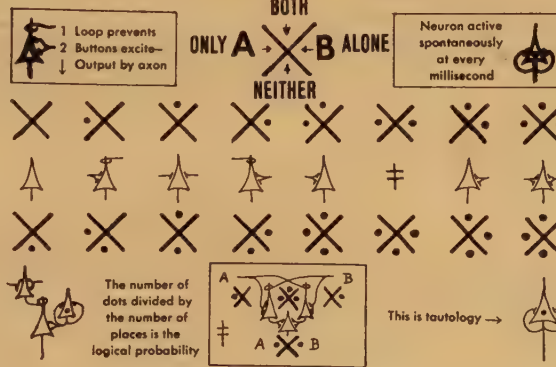 1 Loop prevents
2 Buttons excite—
↓ Output by axon
BOTH
ONLY A B ALONE
NEITHER
Neuron active
spontaneously
at every
millisecond
The number of
dots divided by
the number of
places is the
logical probability
A B
A B
This is tautology →